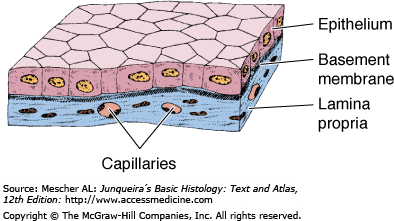 Epithelium
Basement
membrane
Lamina
propria
Capillaries
Source: Mescher AL: Junqueira´s Basic Histology: Text and Atlas,
12th Edition: http://www.accessmedicine.com
Copyright © The McGraw-Hill Companies, Inc. All rights reserved.